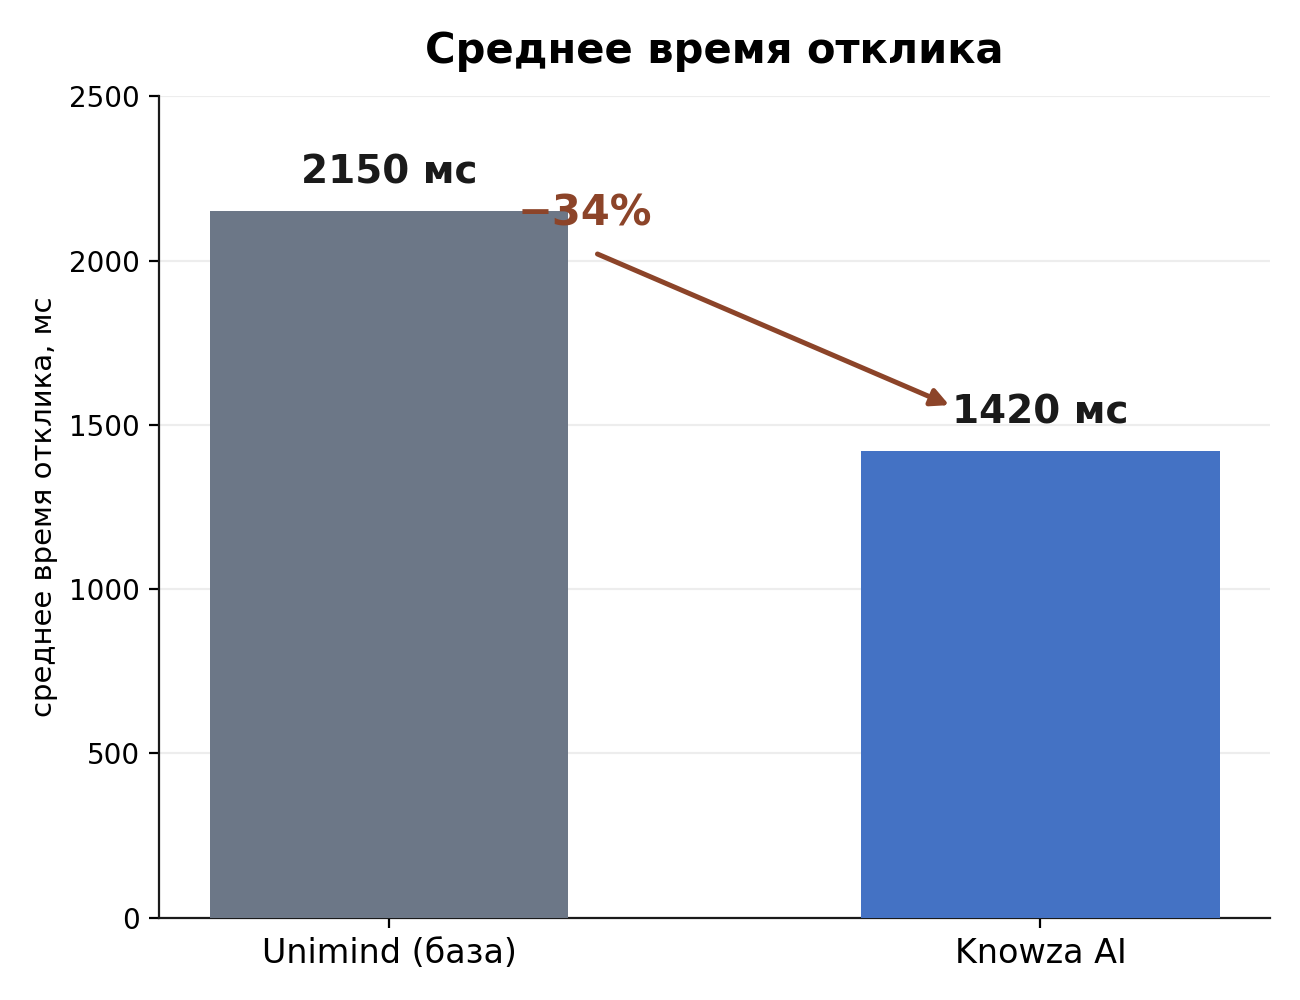 Среднее время отклика
2500
2000
1500
1000
500
0
среднее время отклика, мс
2150 мс
−34%
1420 мс
Unimind (база)
Knowza AI